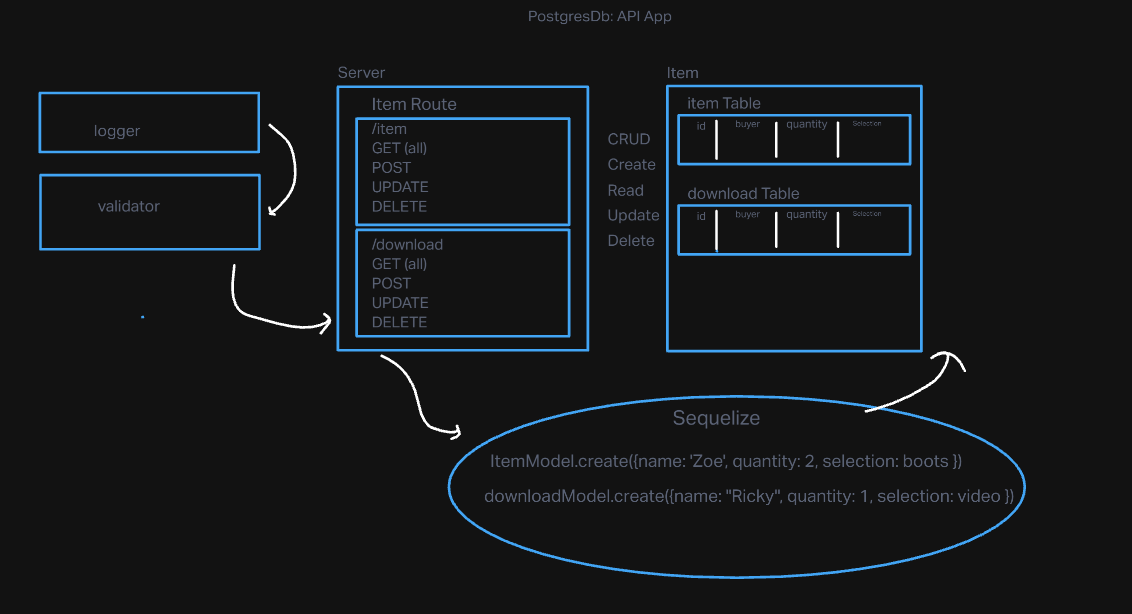 PostgresDb: API App
logger
validator
Server
Item Route
/item
GET (all)
POST
UPDATE
DELETE
/download
GET (all)
POST
UPDATE
DELETE
CRUD
Create
Read
Update
Delete
Item
item Table
id buyer quantity Selection
download Table
id buyer quantity Selection
Sequelize
ItemModel.create({name: 'Zoe', quantity: 2, selection: boots })
downloadModel.create({name: "Ricky", quantity: 1, selection: video })